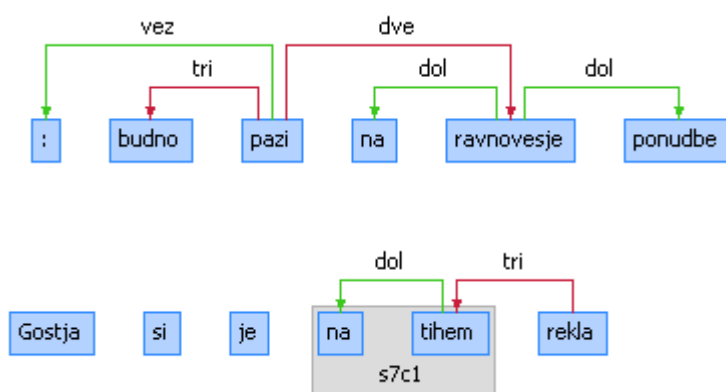 vez dve
tri dol dol
: budno pazi na ravnovesje ponudbe
dol tri
Gostja si je na tihem rekla
s7c1